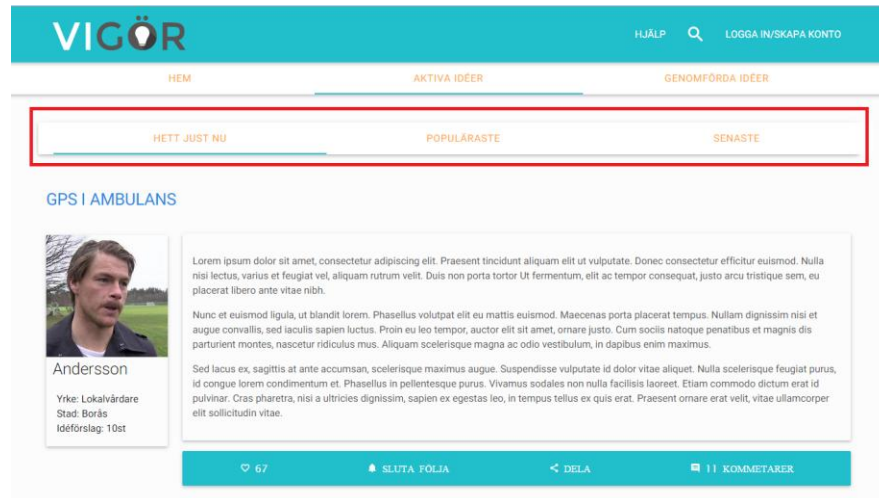 VIGÖR
HJÄLP LOGGA IN/SKAPA KONTO
HEM AKTIVA IDÉER GENOMFÖRDA IDÉER
HETT JUST NU POPULÄRASTE SENASTE
GPS I AMBULANS
Andersson
Yrke: Lokalvårdare
Stad: Borås
Idéförslag: 10st
Lorem ipsum dolor sit amet, consectetur adipiscing elit. Praesent tincidunt aliquam elit ut vulputate. Donec consectetur efficitur euismod. Nulla
nisi lectus, varius et feugiat vel, aliquam rutrum velit. Duis non porta tortor Ut fermentum, elit ac tempor consequat, justo arcu tristique sem, eu
placerat libero ante vitae nibh.
Nunc et euismod ligula, ut blandit lorem. Phasellus volutpat elit eu mattis euismod. Maecenas porta placerat tempus. Nullam dignissim nisi et
augue convallis, sed iaculis sapien luctus. Proin eu leo tempor, auctor elit sit amet, ornare justo. Cum sociis natoque penatibus et magnis dis
parturient montes, nascetur ridiculus mus. Aliquam scelerisque magna ac odio vestibulum, in dapibus enim maximus.
Sed lacus ex, sagittis at ante accumsan, scelerisque maximus augue. Suspendisse vulputate id dolor vitae aliquet. Nulla scelerisque feugiat purus,
id congue lorem condimentum et. Phasellus in pellentesque purus. Vivamus sodales non nulla facilisis laoreet. Etiam commodo dictum erat id
pulvinar. Cras pharetra, nisi a ultricies dignissim, sapien ex egestas leo, in tempus tellus ex quis erat. Praesent ornare erat velit, vitae ullamcorper
elit sollicitudin vitae.
67 SLUTA FÖLJA DELA 11 KOMMETARER